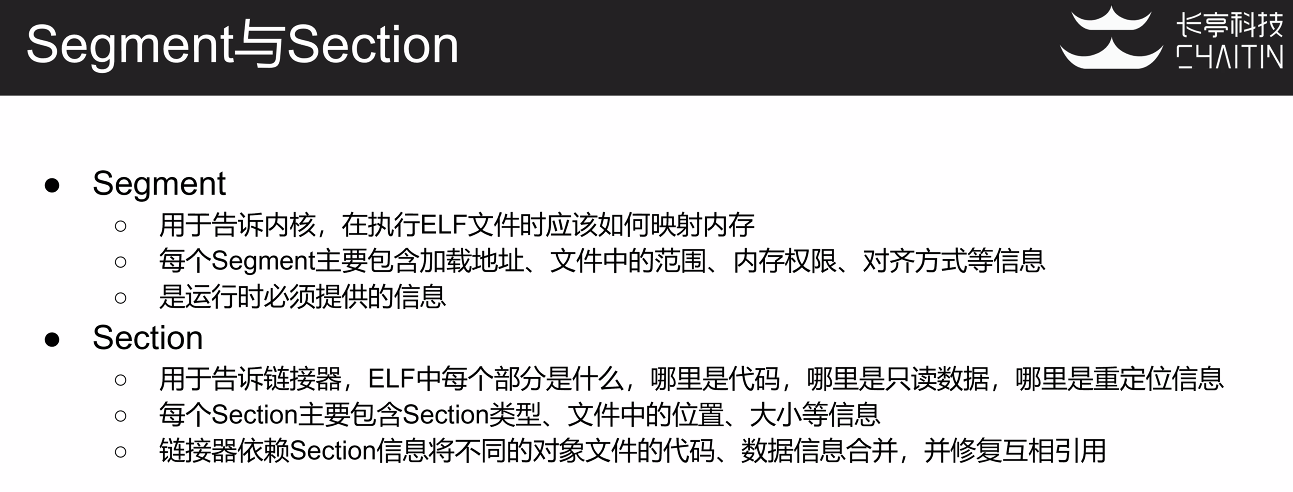 Segment与Section
长亭科技
CHAITIN
● Segment
○ 用于告诉内核，在执行ELF文件时应该如何映射内存
○ 每个Segment主要包含加载地址、文件中的范围、内存权限、对齐方式等信息
○ 是运行时必须提供的信息
● Section
○ 用于告诉链接器，ELF中每个部分是什么，哪里是代码，哪里是只读数据，哪里是重定位信息
○ 每个Section主要包含Section类型、文件中的位置、大小等信息
○ 链接器依赖Section信息将不同的对象文件的代码、数据信息合并，并修复互相引用